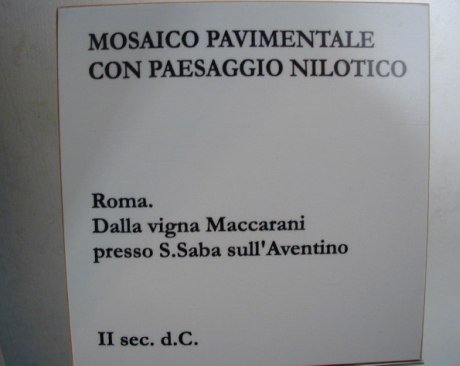 MOSAICO PAVIMENTALE
CON PAESAGGIO NILOTICO
Roma.
Dalla vigna Maccarani
presso S.Saba sull'Aventino
II sec. d.C.